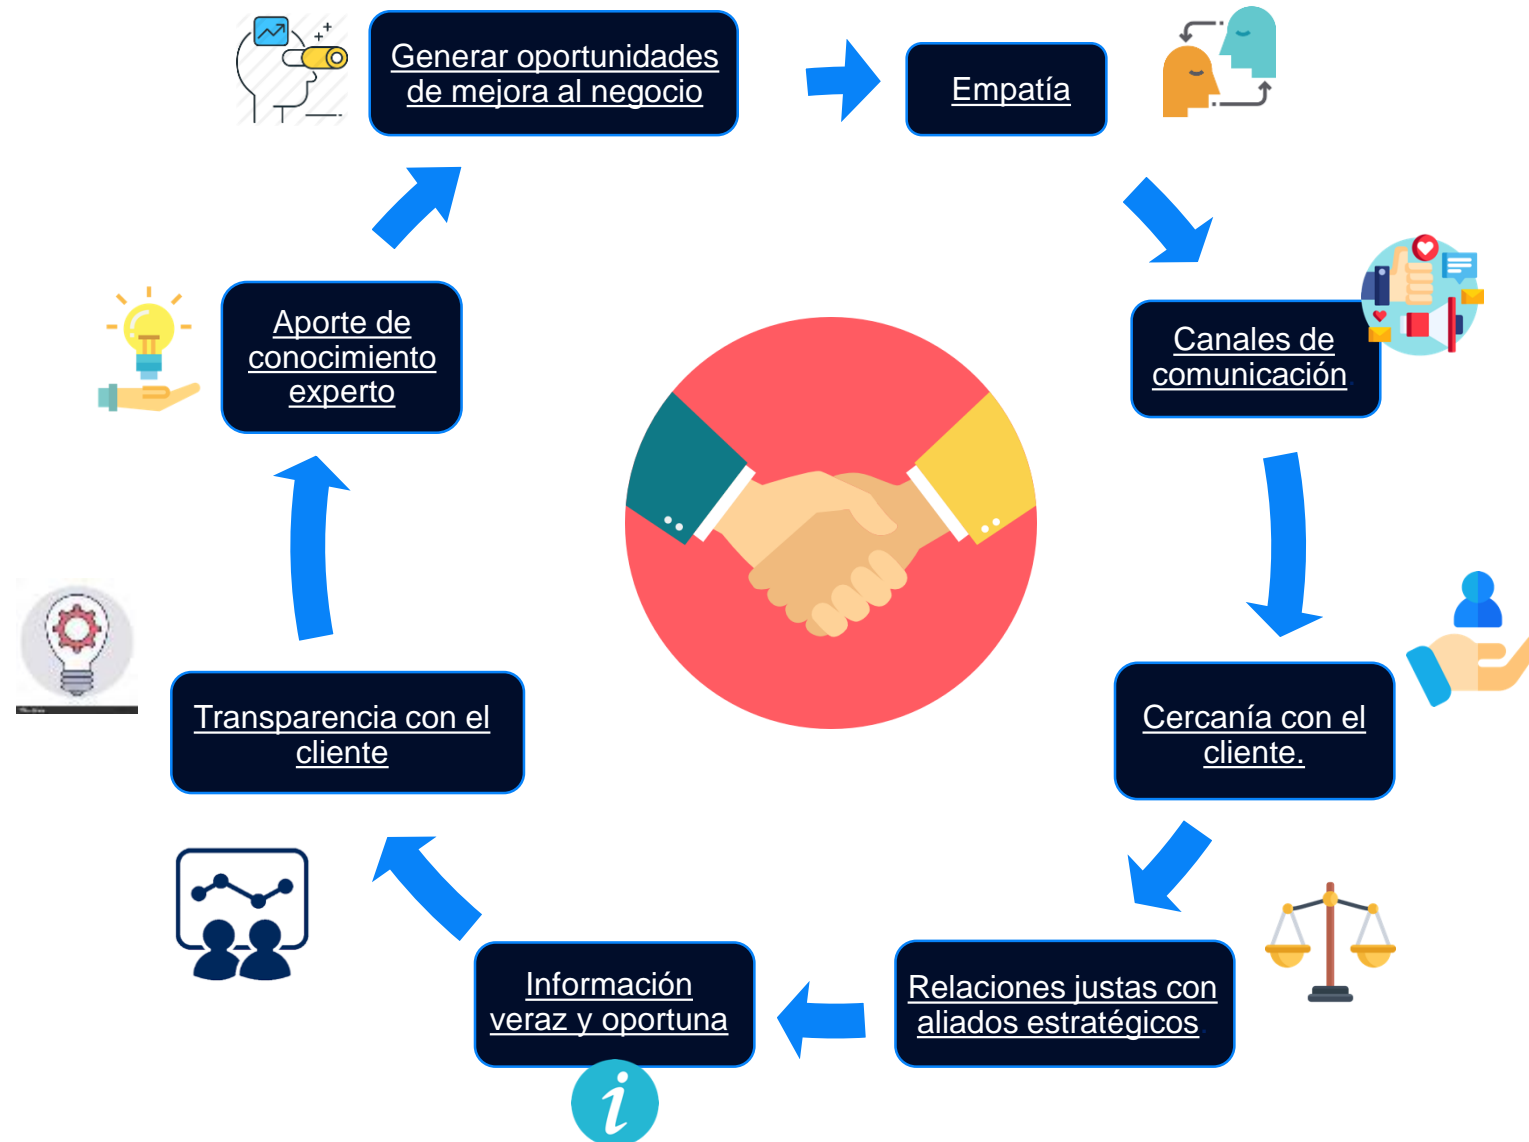 Generar oportunidades
de mejora al negocio
Empatía
Canales de
comunicación.
Cercanía con el
cliente.
Relaciones justas con
aliados estratégicos.
Información
veraz y oportuna
i
Transparencia con el
cliente
Aporte de
conocimiento
experto